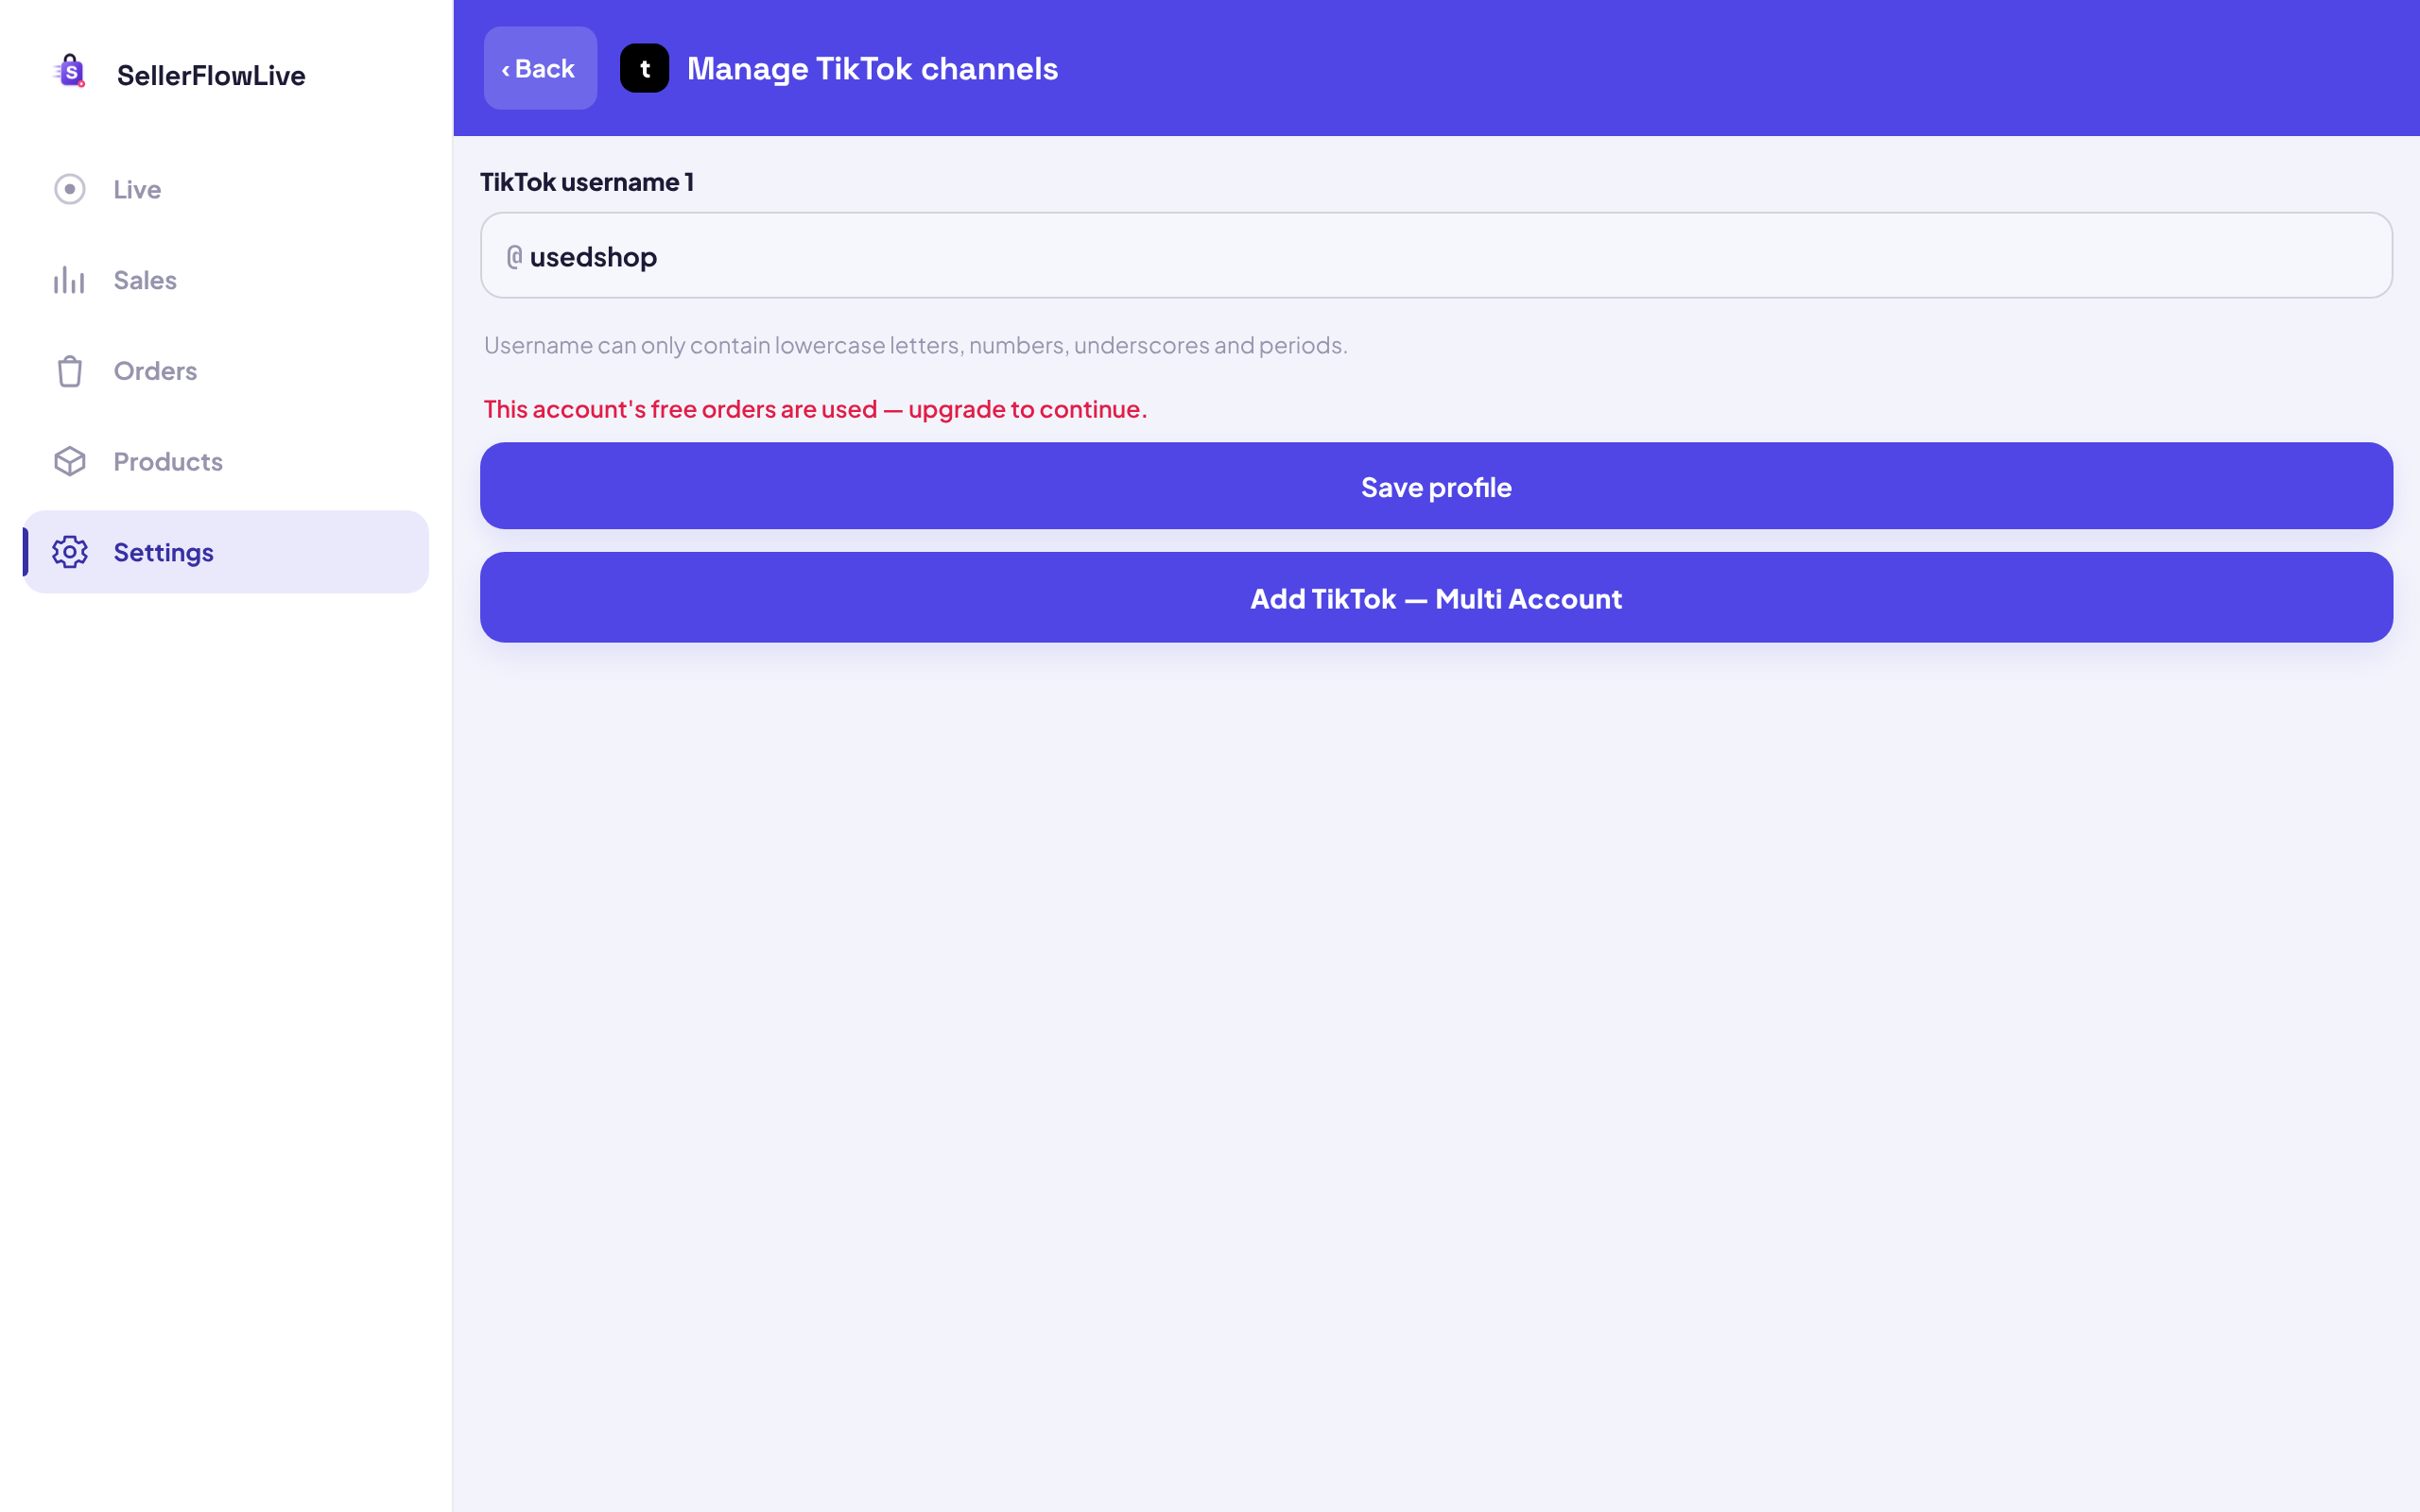 SellerFlowLive
Live
Sales
Orders
Products
Settings
‹ Back
t
Manage TikTok channels
TikTok username 1
@ usedshop
Username can only contain lowercase letters, numbers, underscores and periods.
This account's free orders are used — upgrade to continue.
Save profile
Add TikTok — Multi Account